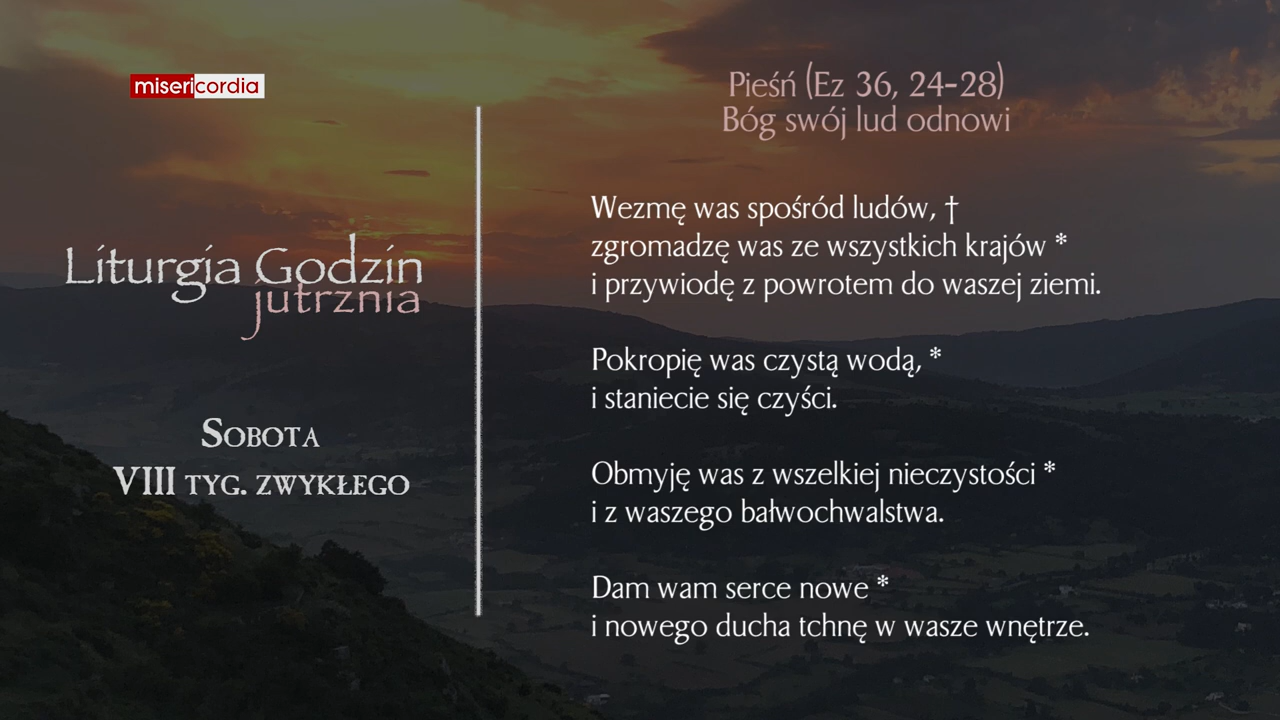 misericordia
Liturgia Godzin
jutrznia
Sobota
VIII tyg. zwykłego
Pieśń (Ez 36, 24-28)
Bóg swój lud odnowi
Wezmę was spośród ludów, †
zgromadzę was ze wszystkich krajów *
i przywiodę z powrotem do waszej ziemi.
Pokropię was czystą wodą, *
i staniecie się czyści.
Obmyję was z wszelkiej nieczystości *
i z waszego bałwochwalstwa.
Dam wam serce nowe *
i nowego ducha tchnę w wasze wnętrze.